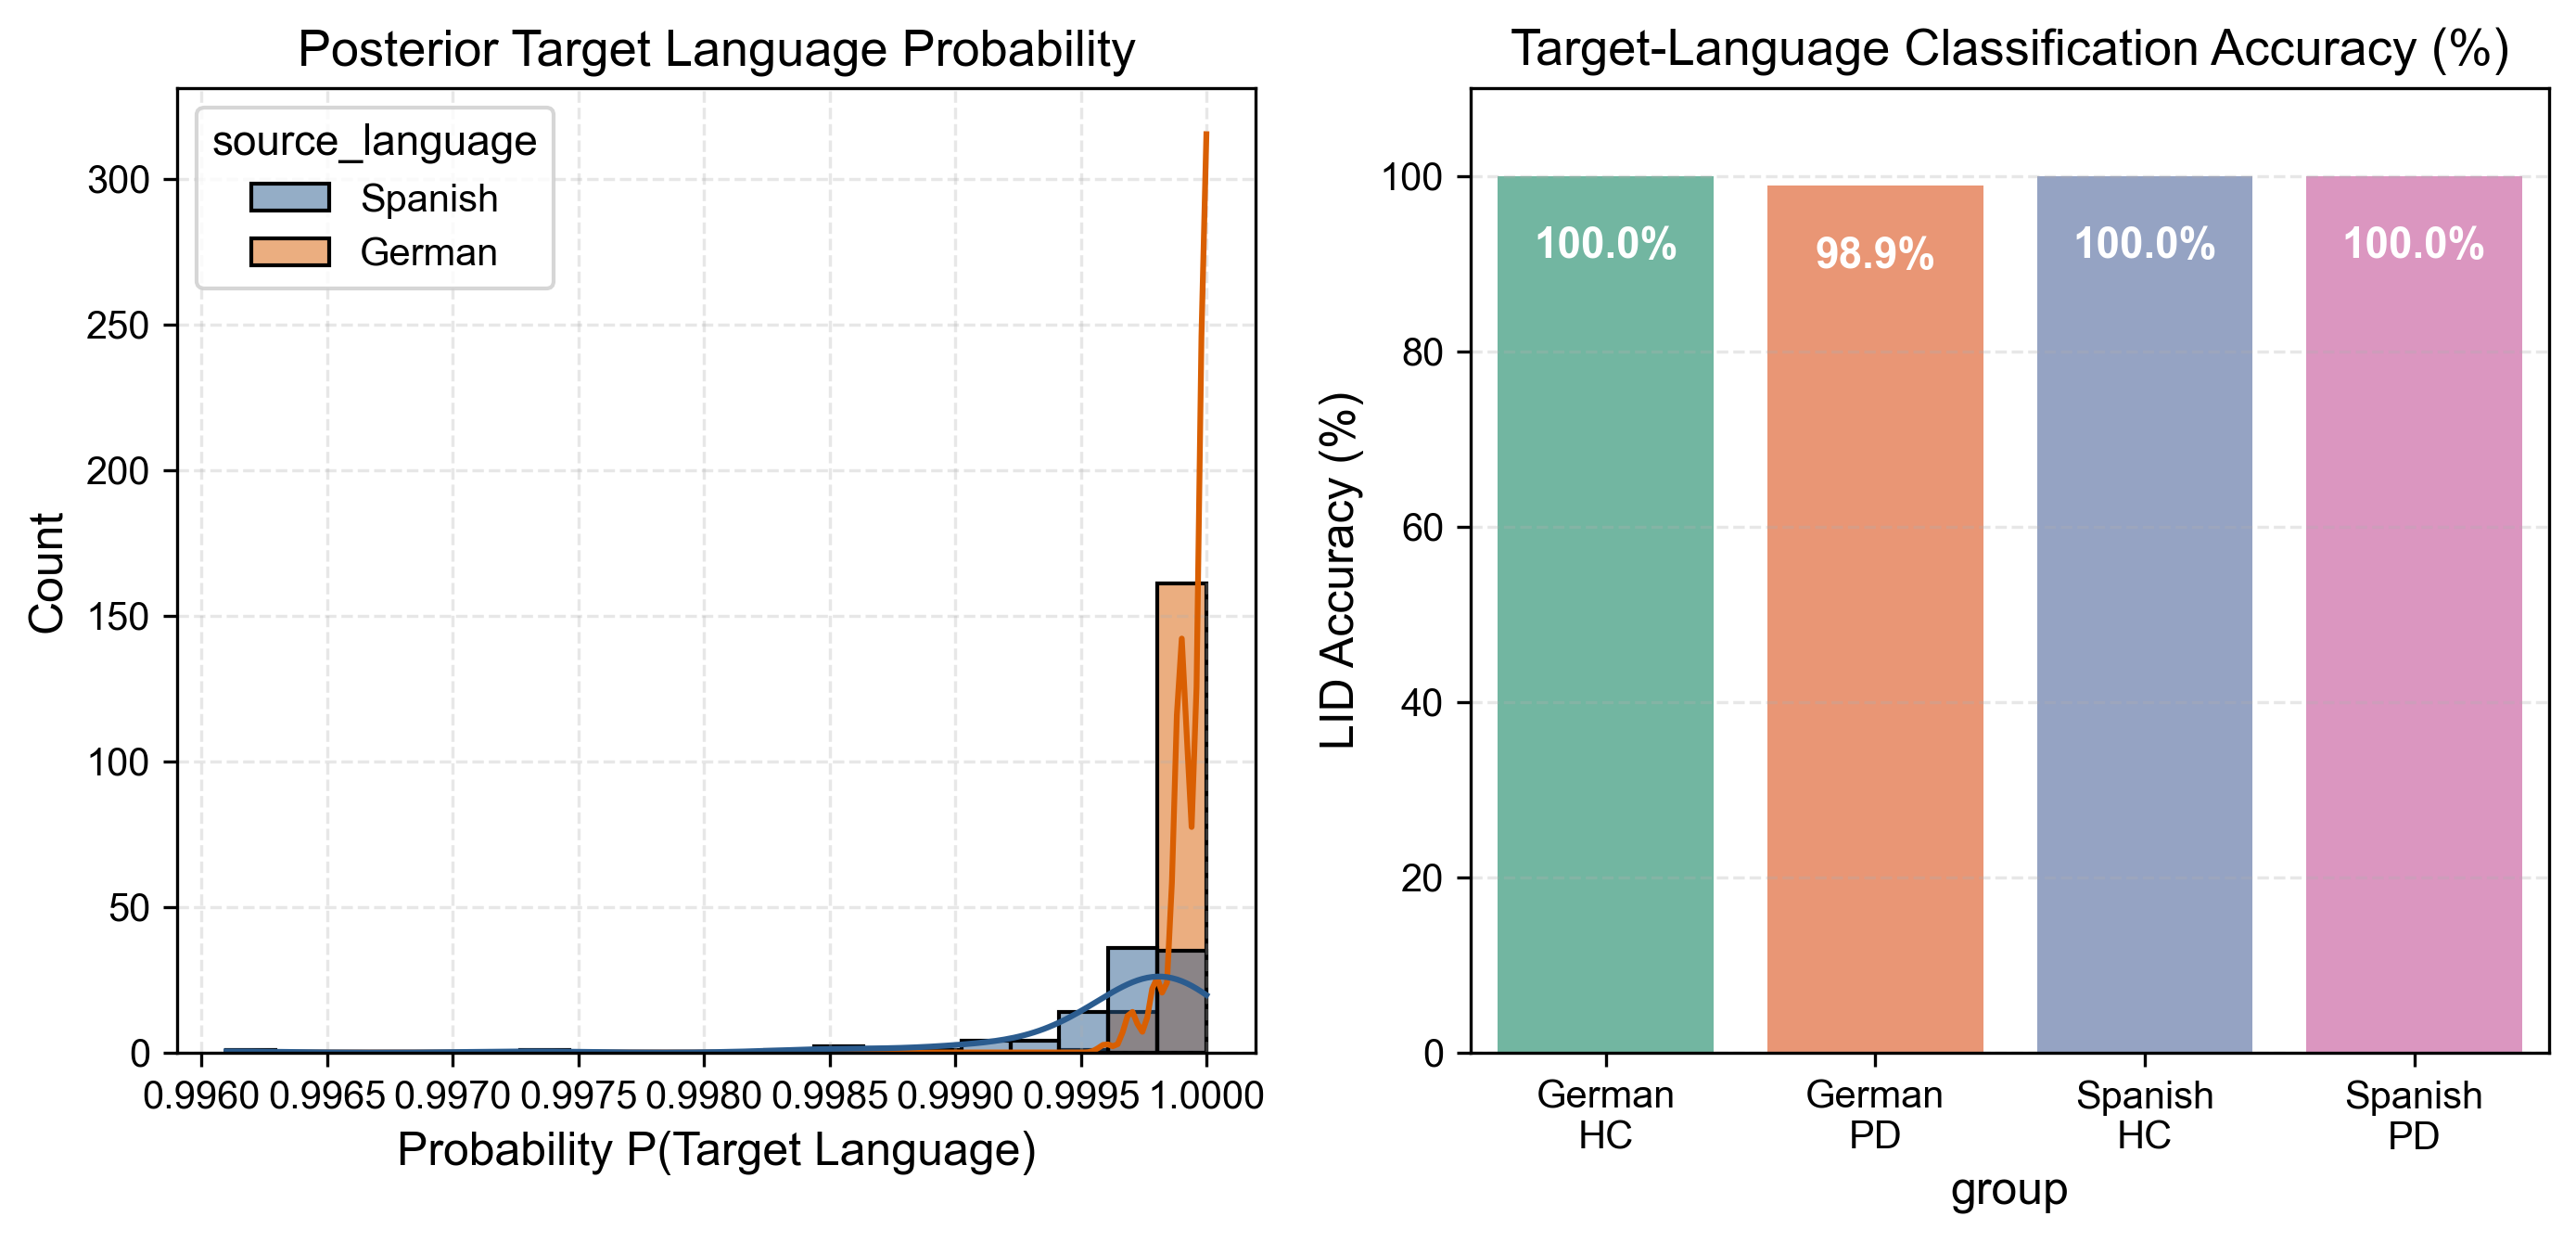 Posterior Target Language Probability
source_language
Spanish
German
300
250
200
150
100
50
0
Count
0.9960 0.9965 0.9970 0.9975 0.9980 0.9985 0.9990 0.9995 1.0000
Probability P(Target Language)
Target-Language Classification Accuracy (%)
100
80
60
40
20
0
LID Accuracy (%)
100.0% 98.9% 100.0% 100.0%
German German Spanish Spanish
HC PD HC PD
group